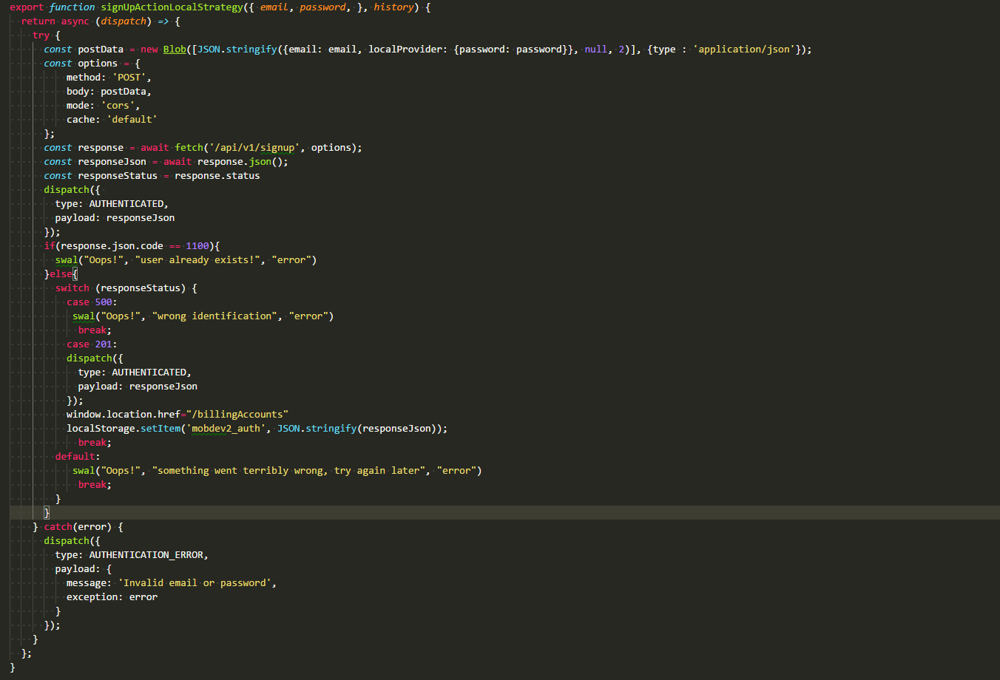 export function signUpActionLocalStrategy({ email, password, }, history) {
return async (dispatch) => {
try {
const postData = new Blob([JSON.stringify({email: email, localProvider: {password: password}}, null, 2)], {type : 'application/json'});
const options = {
method: 'POST',
body: postData,
mode: 'cors',
cache: 'default'
};
const response = await fetch('/api/v1/signup', options);
const responseJson = await response.json();
const responseStatus = response.status
dispatch({
type: AUTHENTICATED,
payload: responseJson
});
if(response.json.code == 1100){
swal("Oops!", "user already exists!", "error")
}else{
switch (responseStatus) {
case 500:
swal("Oops!", "wrong identification", "error")
break;
case 201:
dispatch({
type: AUTHENTICATED,
payload: responseJson
});
window.location.href="/billingAccounts"
localStorage.setItem('mobdev2_auth', JSON.stringify(responseJson));
break;
default:
swal("Oops!", "something went terribly wrong, try again later", "error")
break;
}
}
} catch(error) {
dispatch({
type: AUTHENTICATION_ERROR,
payload: {
message: 'Invalid email or password',
exception: error
}
});
}
};
}